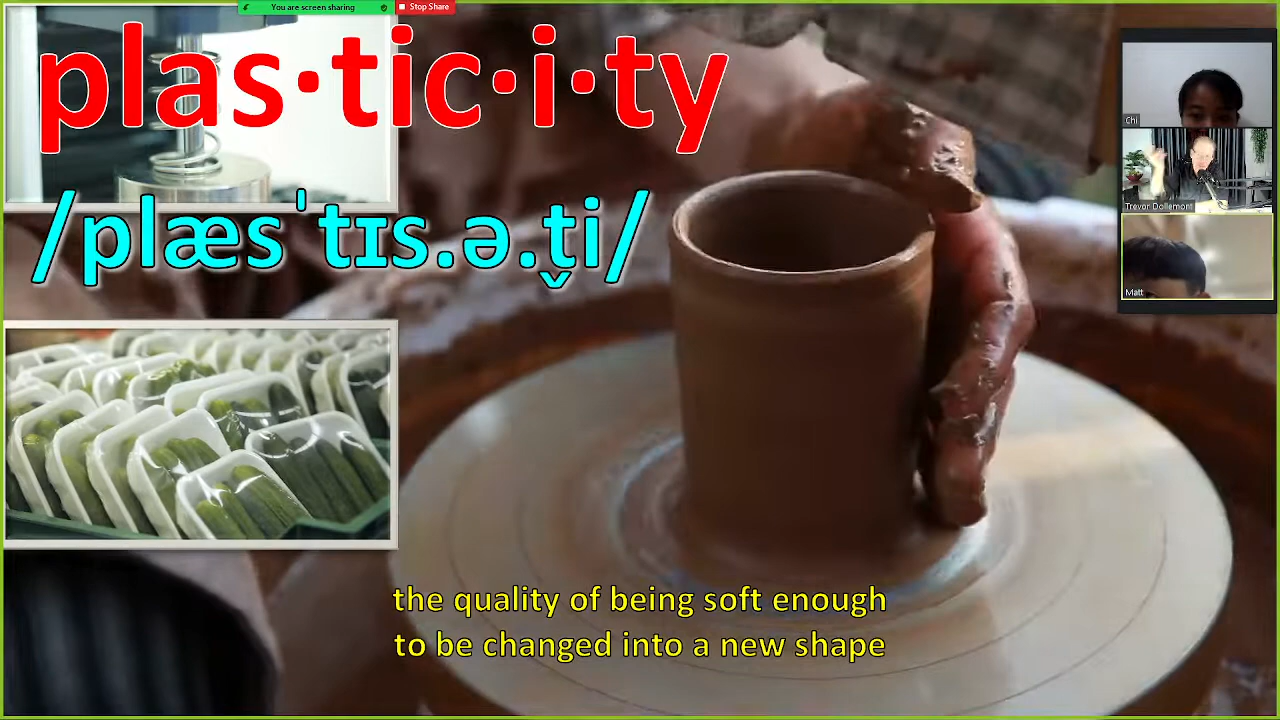 You are screen sharing
Stop Share
plas·tic·i·ty
/plæsˈtɪs.ə.t̬i/
Chi
Trevor Dollemont
Matt
the quality of being soft enough
to be changed into a new shape